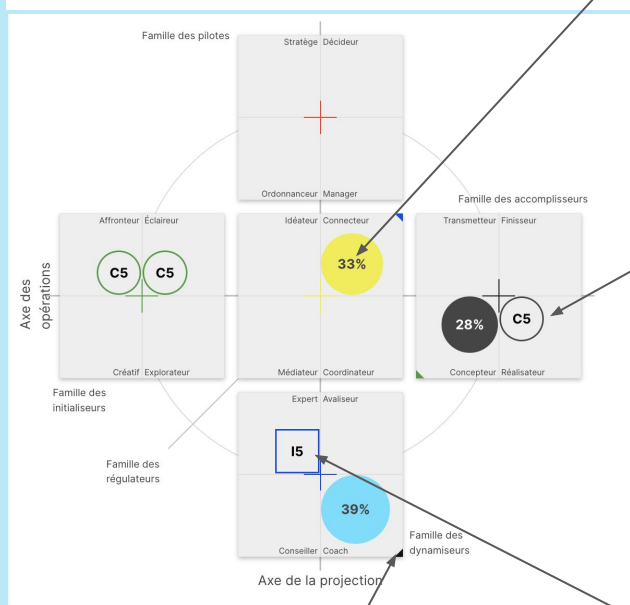 Famille des pilotes
Stratège Décideur
Ordonnanceur Manager
Famille des accomplisseurs
Affronteur Éclaireur
Idéateur Connecteur
Transmetteur Finisseur
C5 C5
33%
28%
C5
Axe des
opérations
Créatif Explorateur
Médiateur Coordinateur
Concepteur Réalisateur
Famille des
initialiseurs
Expert Avaliseur
I5
Famille des
régulateurs
39%
Famille des
dynamiseurs
Conseiller Coach
Axe de la projection